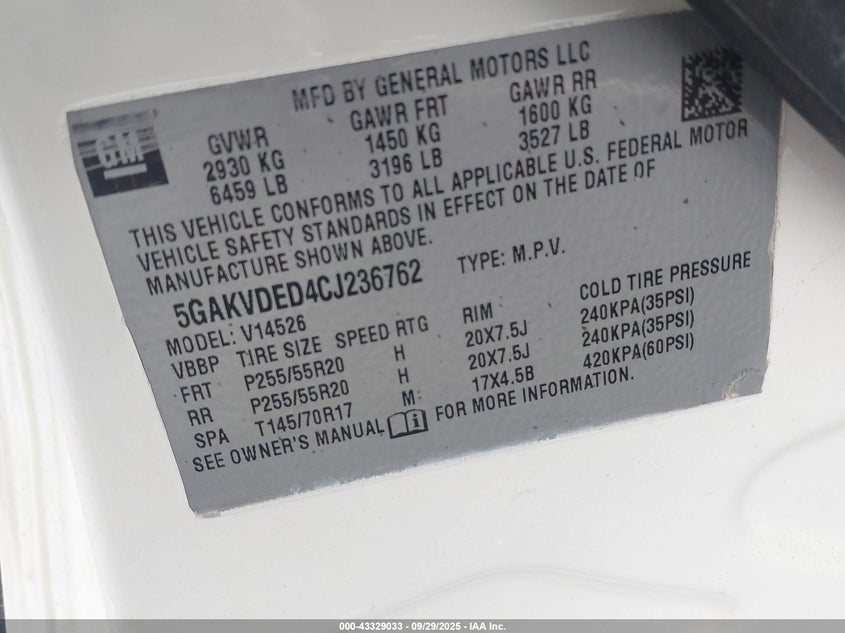 GM
MFD BY GENERAL MOTORS LLC
GVWR GAWR FRT GAWR RR
2930 KG 1450 KG 1600 KG
6459 LB 3196 LB 3527 LB
THIS VEHICLE CONFORMS TO ALL APPLICABLE U.S. FEDERAL MOTOR
VEHICLE SAFETY STANDARDS IN EFFECT ON THE DATE OF
MANUFACTURE SHOWN ABOVE.
5GAKVDED4CJ236762 TYPE: M.P.V.
MODEL: V14526
VBBP TIRE SIZE SPEED RTG RIM COLD TIRE PRESSURE
FRT P255/55R20 H 20X7.5J 240KPA(35PSI)
RR P255/55R20 H 20X7.5J 240KPA(35PSI)
SPA T145/70R17 M 17X4.5B 420KPA(60PSI)
SEE OWNER'S MANUAL FOR MORE INFORMATION.
000-43329033 - 09/29/2025 - IAA Inc.